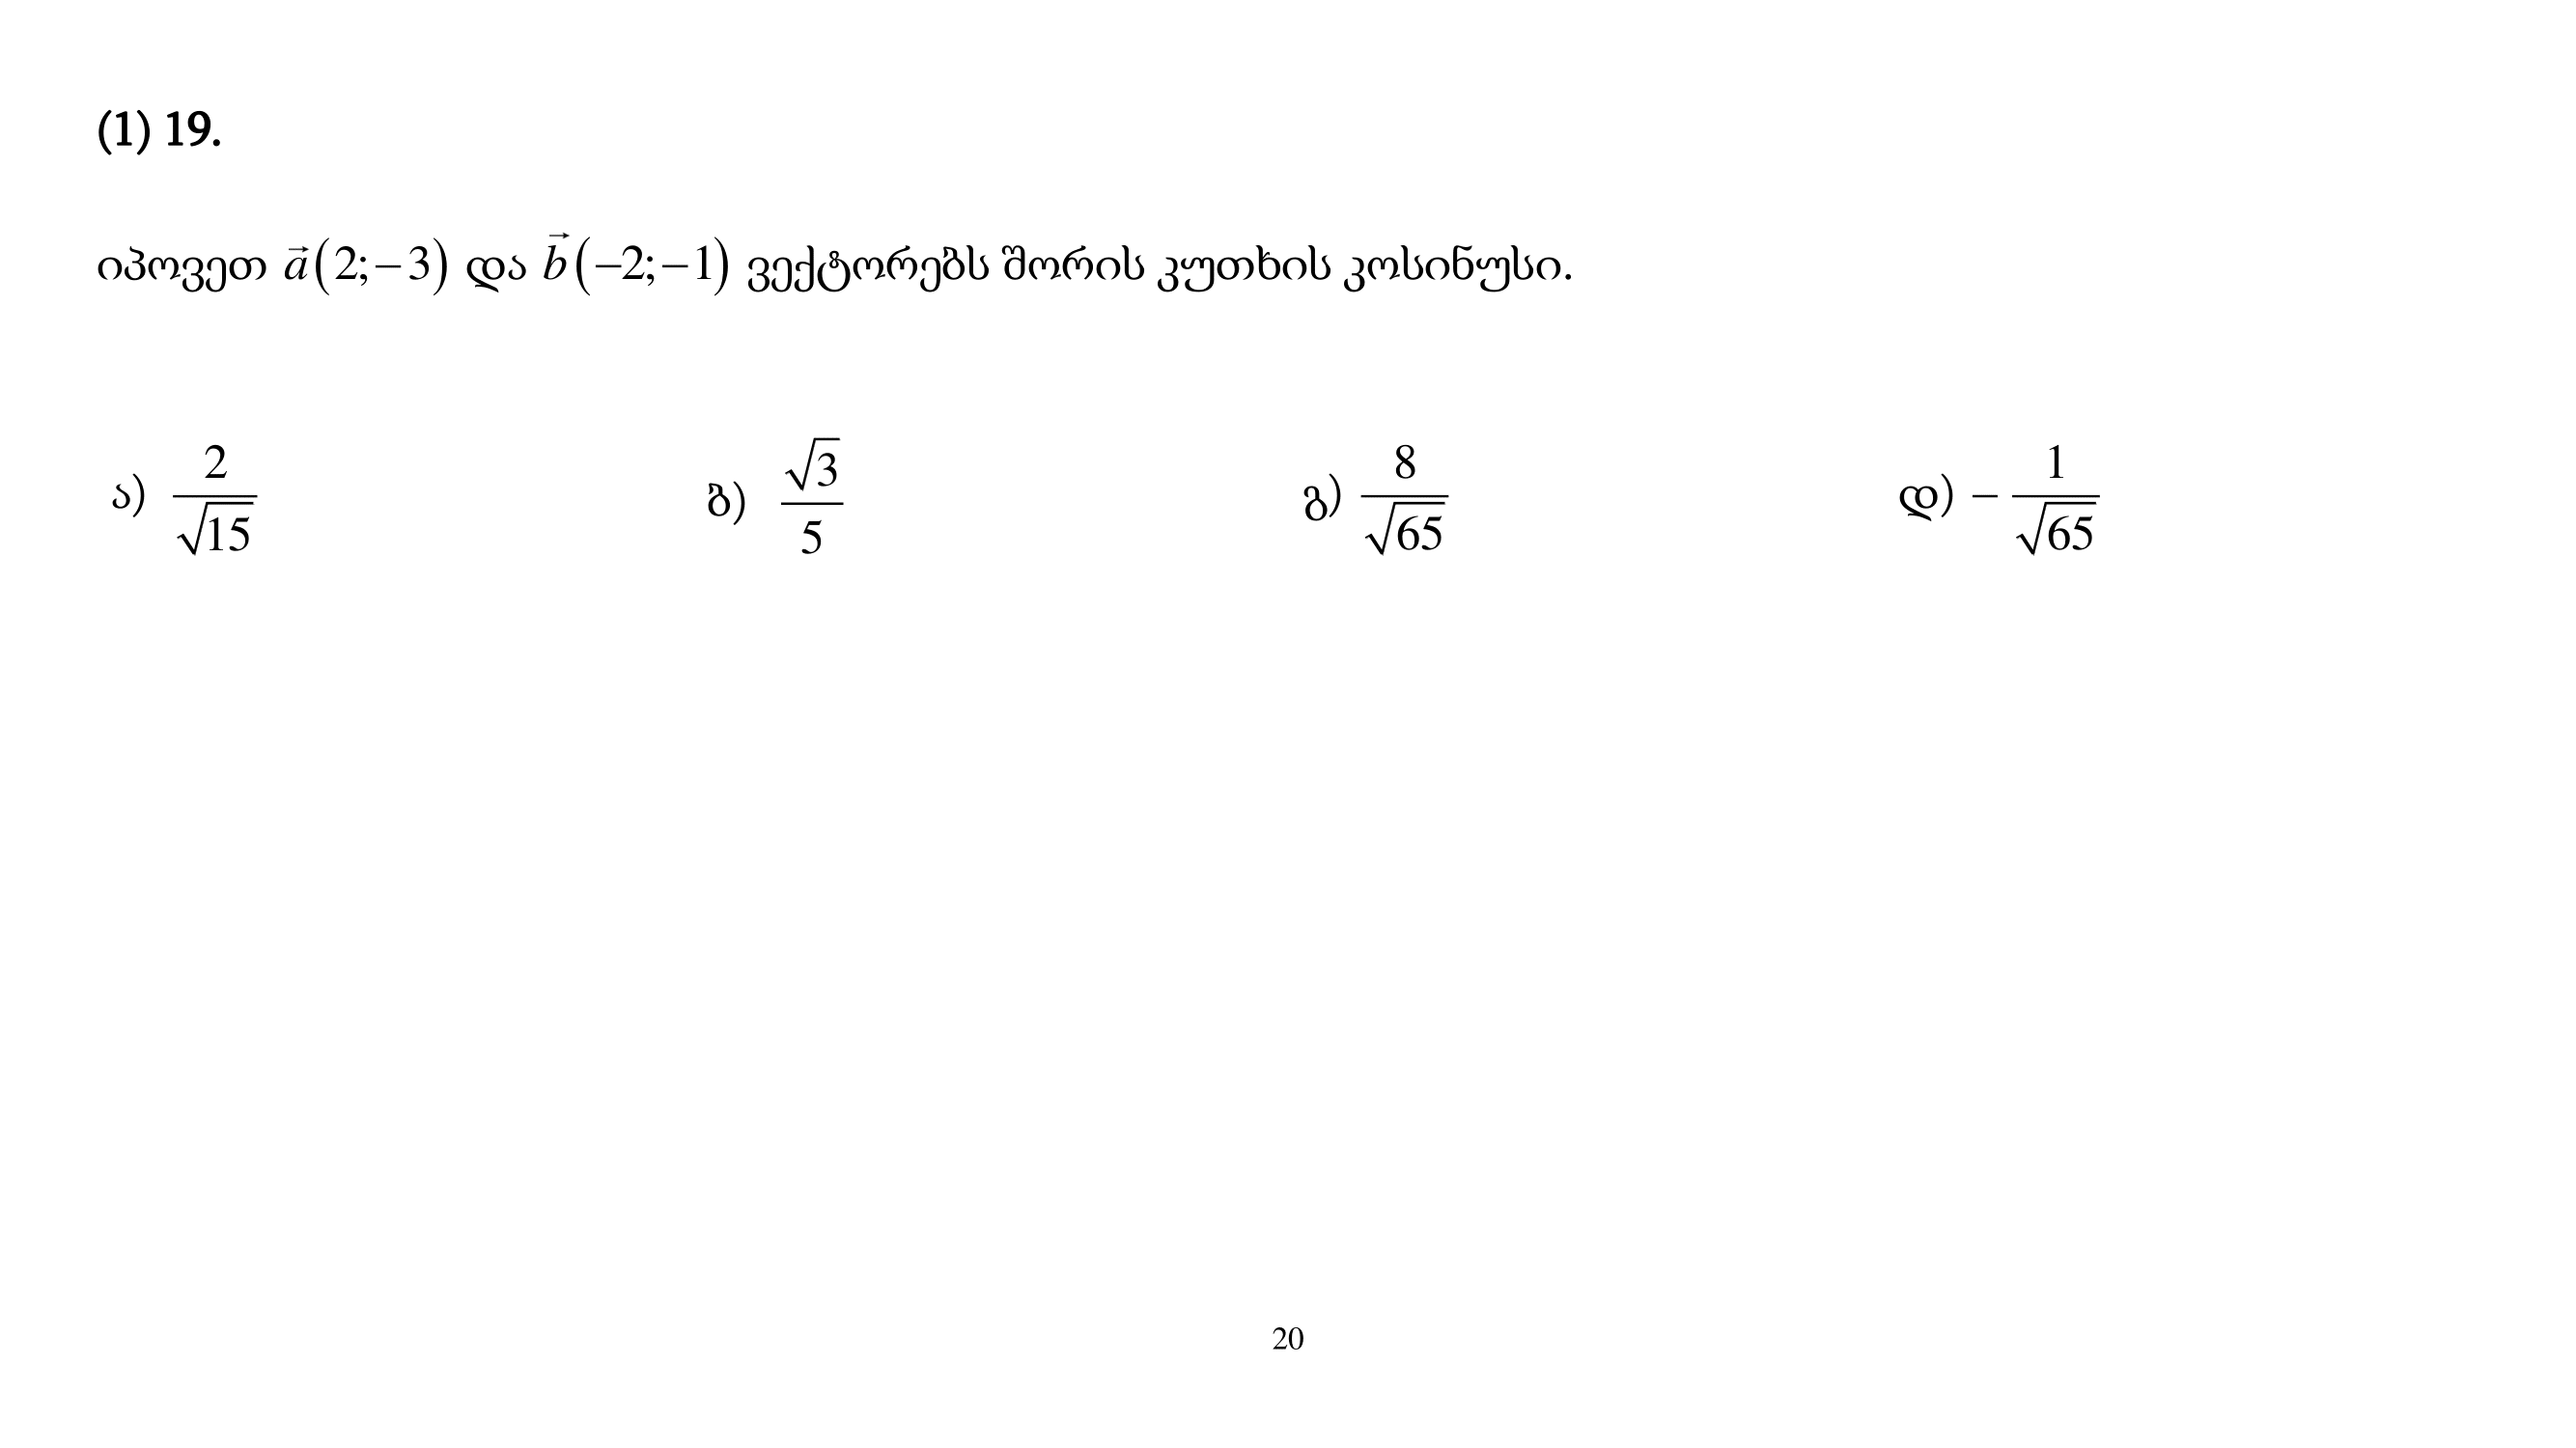 (1) 19.
იპოვეთ $\vec{a}(2;-3)$ და $\vec{b}(-2;-1)$ ვექტორებს შორის კუთხის კოსინუსი.
ა) $\frac{2}{\sqrt{15}}$ ბ) $\frac{\sqrt{3}}{5}$ გ) $\frac{8}{\sqrt{65}}$ დ) $-\frac{1}{\sqrt{65}}$
20